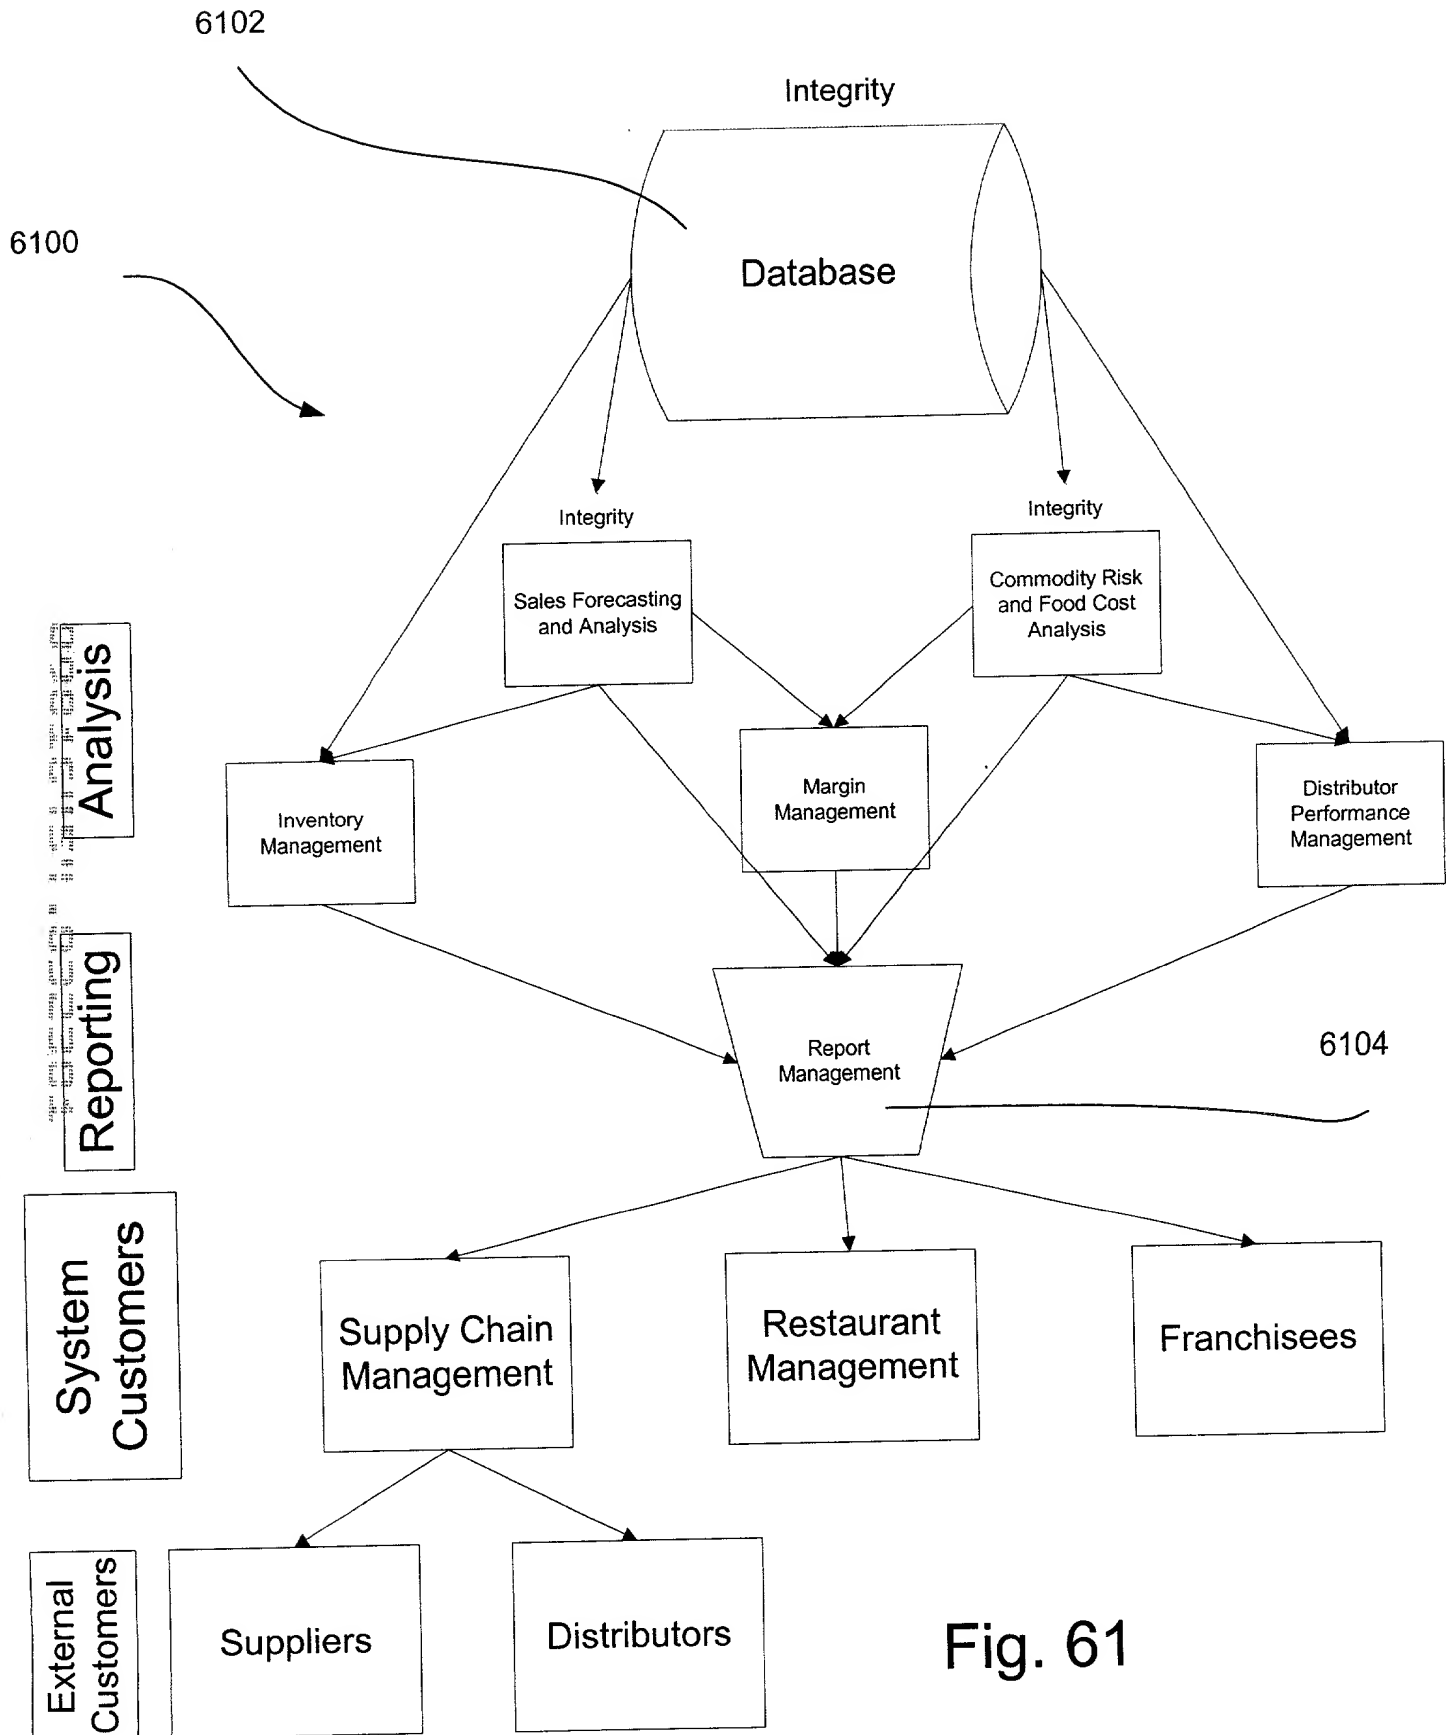 6102
Integrity
6100
Database
Integrity
Integrity
Sales Forecasting
and Analysis
Commodity Risk
and Food Cost
Analysis
Analysis
Inventory
Management
Margin
Management
Distributor
Performance
Management
Reporting
Report
Management
6104
System
Customers
Supply Chain
Management
Restaurant
Management
Franchisees
External
Customers
Suppliers
Distributors
Fig. 61